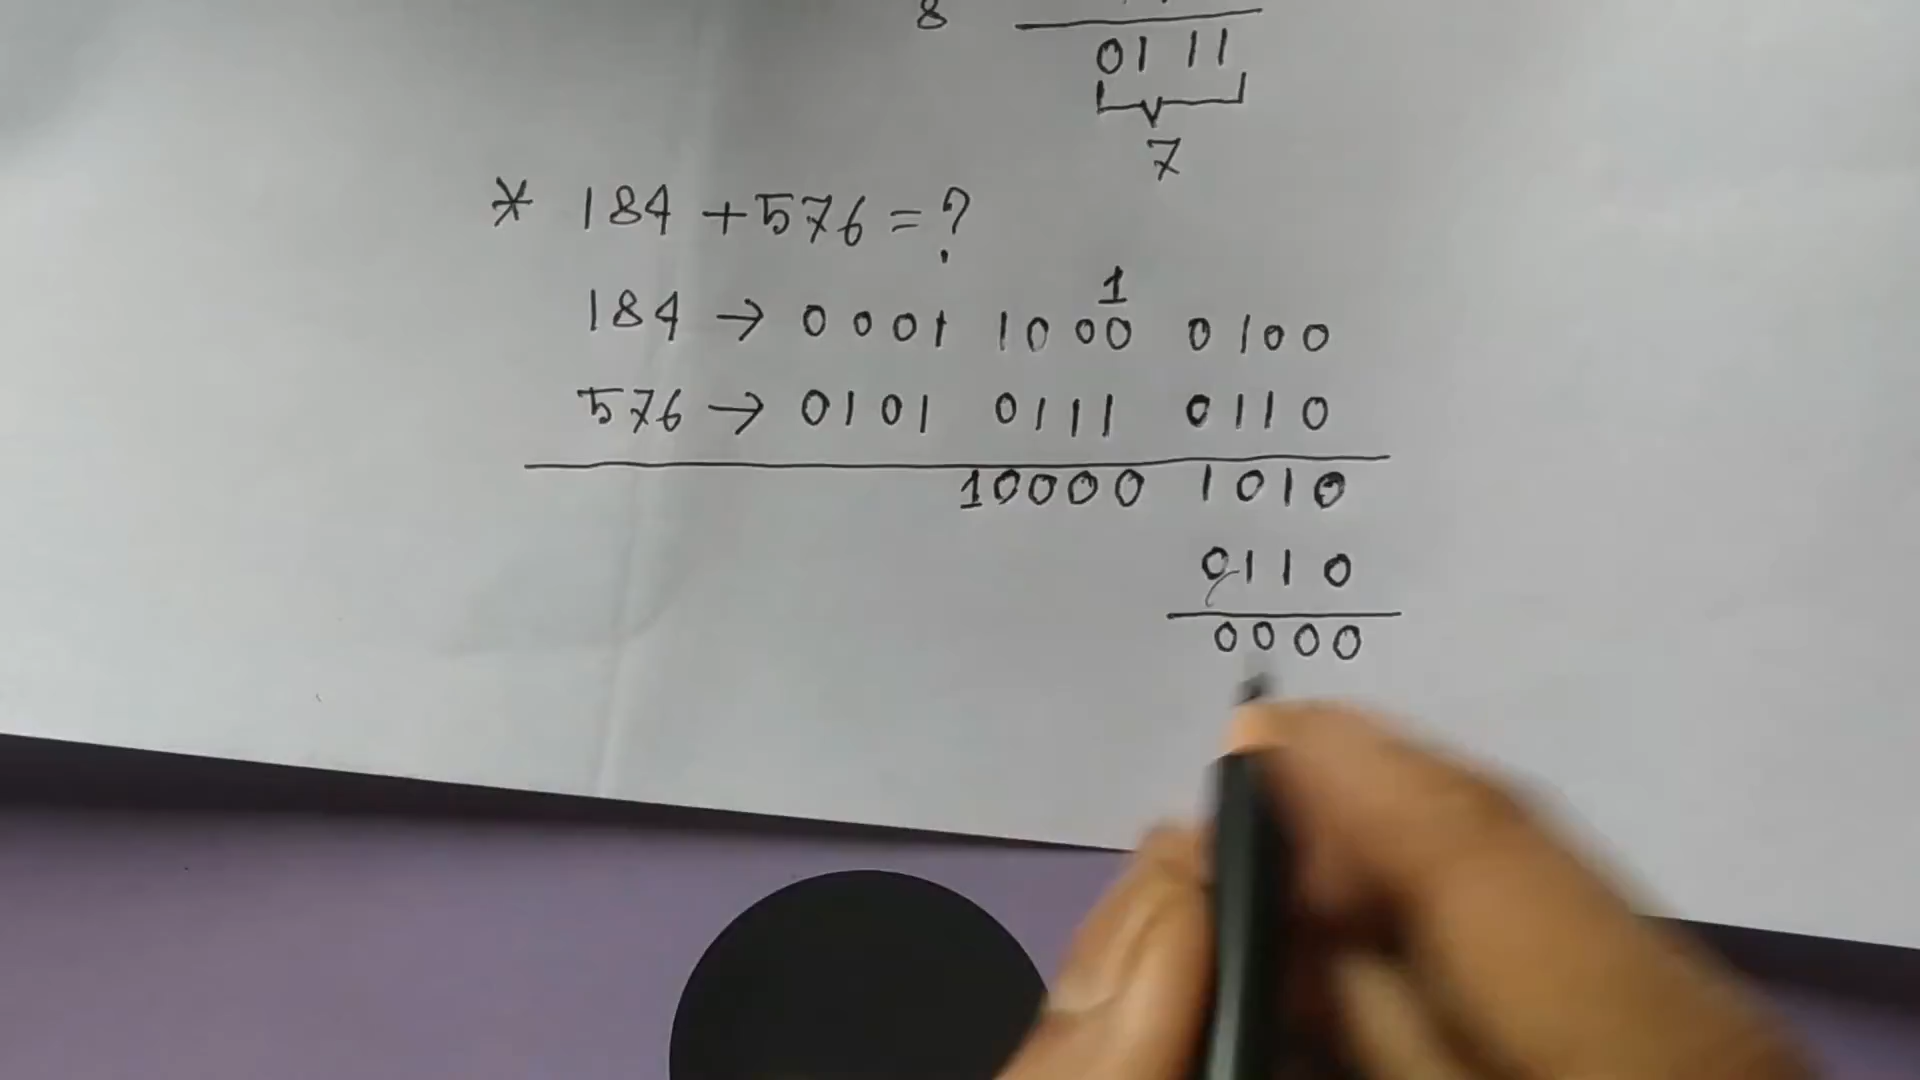 8
01 11
7
* 184 + 576 = ?
1
184 → 0001 1000 0100
576 → 0101 0111 0110
10000 1010
0110
0000